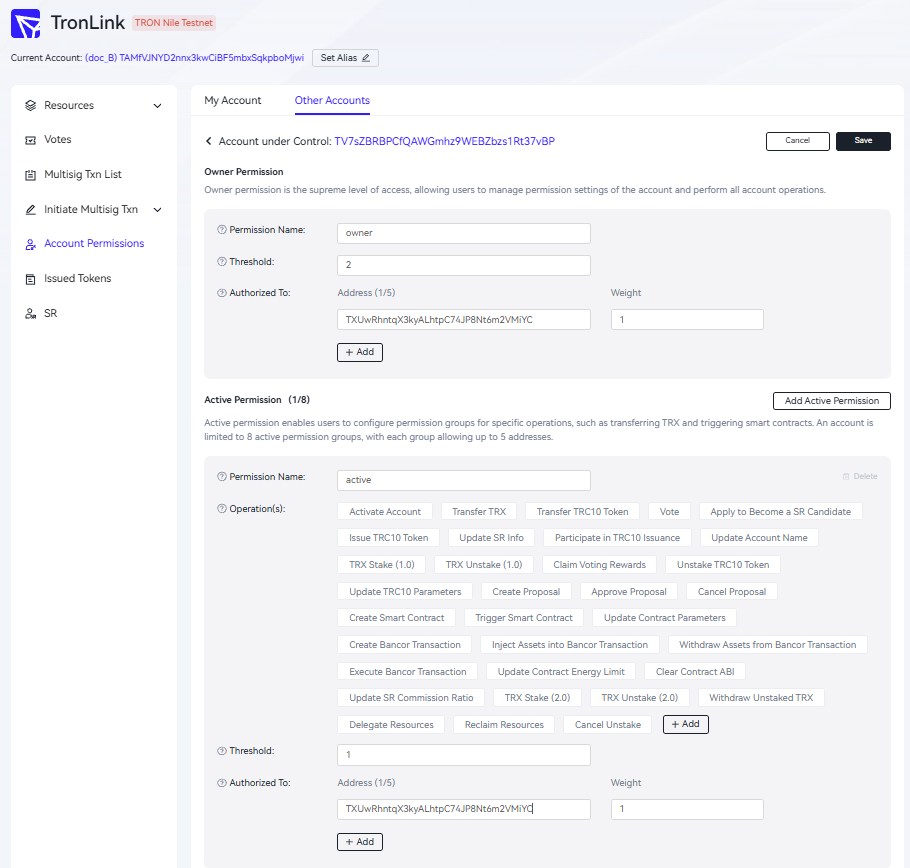 TronLink TRON Nile Testnet
Current Account: (doc_B) TAMfVJNYD2nnx3kwCiBF5mbxSqkpboMjwi Set Alias
Resources
Votes
Multisig Txn List
Initiate Multisig Txn
Account Permissions
Issued Tokens
SR
My Account Other Accounts
Account under Control: TV7sZBRBPCfQAWGmhz9WEBZbzs1Rt37vBP Cancel Save
Owner Permission
Owner permission is the supreme level of access, allowing users to manage permission settings of the account and perform all account operations.
Permission Name: owner
Threshold: 2
Authorized To: Address (1/5) Weight
TXUwRhntqX3kyALhtpC74JP8Nt6m2VMiYC 1
+ Add
Active Permission (1/8) Add Active Permission
Active permission enables users to configure permission groups for specific operations, such as transferring TRX and triggering smart contracts. An account is
limited to 8 active permission groups, with each group allowing up to 5 addresses.
Permission Name: active Delete
Operation(s): Activate Account Transfer TRX Transfer TRC10 Token Vote Apply to Become a SR Candidate
Issue TRC10 Token Update SR Info Participate in TRC10 Issuance Update Account Name
TRX Stake (1.0) TRX Unstake (1.0) Claim Voting Rewards Unstake TRC10 Token
Update TRC10 Parameters Create Proposal Approve Proposal Cancel Proposal
Create Smart Contract Trigger Smart Contract Update Contract Parameters
Create Bancor Transaction Inject Assets into Bancor Transaction Withdraw Assets from Bancor Transaction
Execute Bancor Transaction Update Contract Energy Limit Clear Contract ABI
Update SR Commission Ratio TRX Stake (2.0) TRX Unstake (2.0) Withdraw Unstaked TRX
Delegate Resources Reclaim Resources Cancel Unstake + Add
Threshold: 1
Authorized To: Address (1/5) Weight
TXUwRhntqX3kyALhtpC74JP8Nt6m2VMiYC 1
+ Add